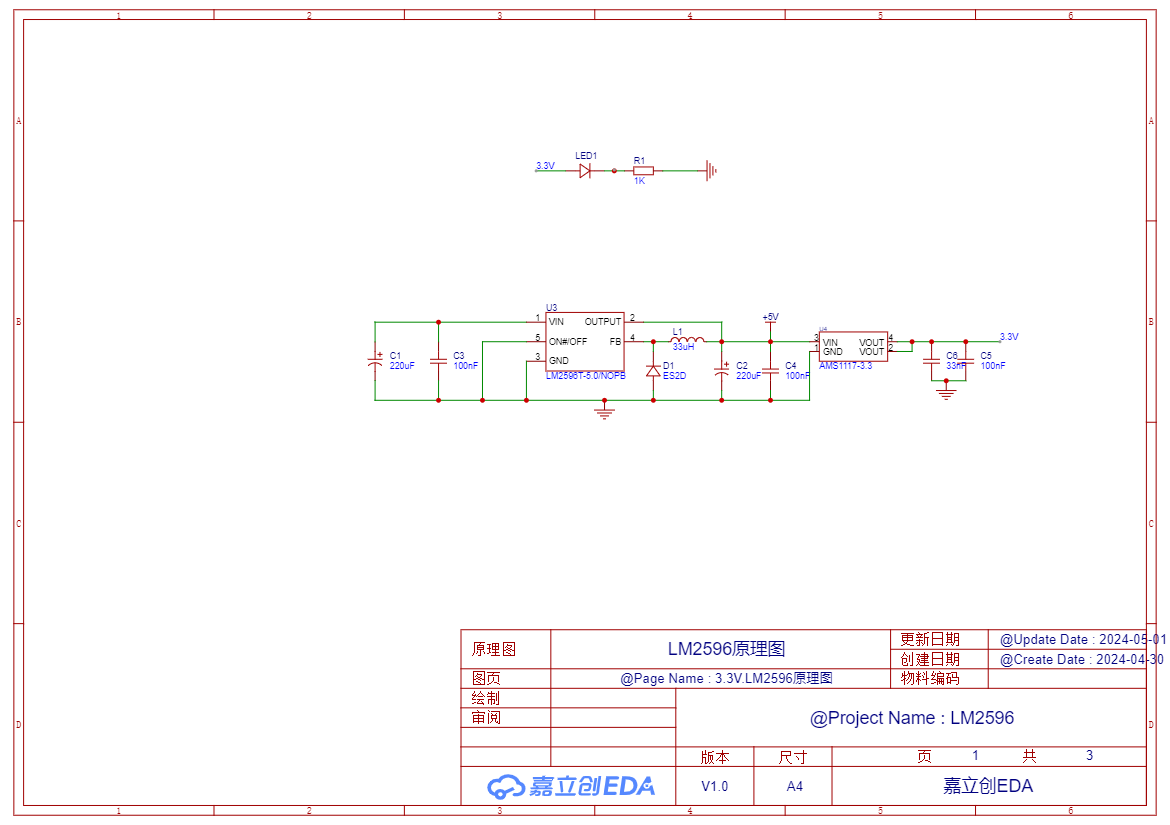 1 2 3 4 5 6
A A
3.3V LED1 R1
1K
B B
U3
1 VIN OUTPUT 2
5 ON#/OFF FB 4
3 GND
LM2596T-5.0/NOPB
C1
220uF
C3
100nF
L1
33uH
D1
ES2D
C2
220uF
+5V
C4
100nF
U4
3 VIN VOUT 4
1 GND VOUT 2
AMS1117-3.3
3.3V
C6
33nF
C5
100nF
C C
D D
原理图 LM2596原理图 更新日期 @Update Date : 2024-05-01
创建日期 @Create Date : 2024-04-30
图页 @Page Name : 3.3V.LM2596原理图 物料编码
绘制
审阅 @Project Name : LM2596
版本 尺寸 页 1 共 3
嘉立创EDA V1.0 A4 嘉立创EDA
1 2 3 4 5 6